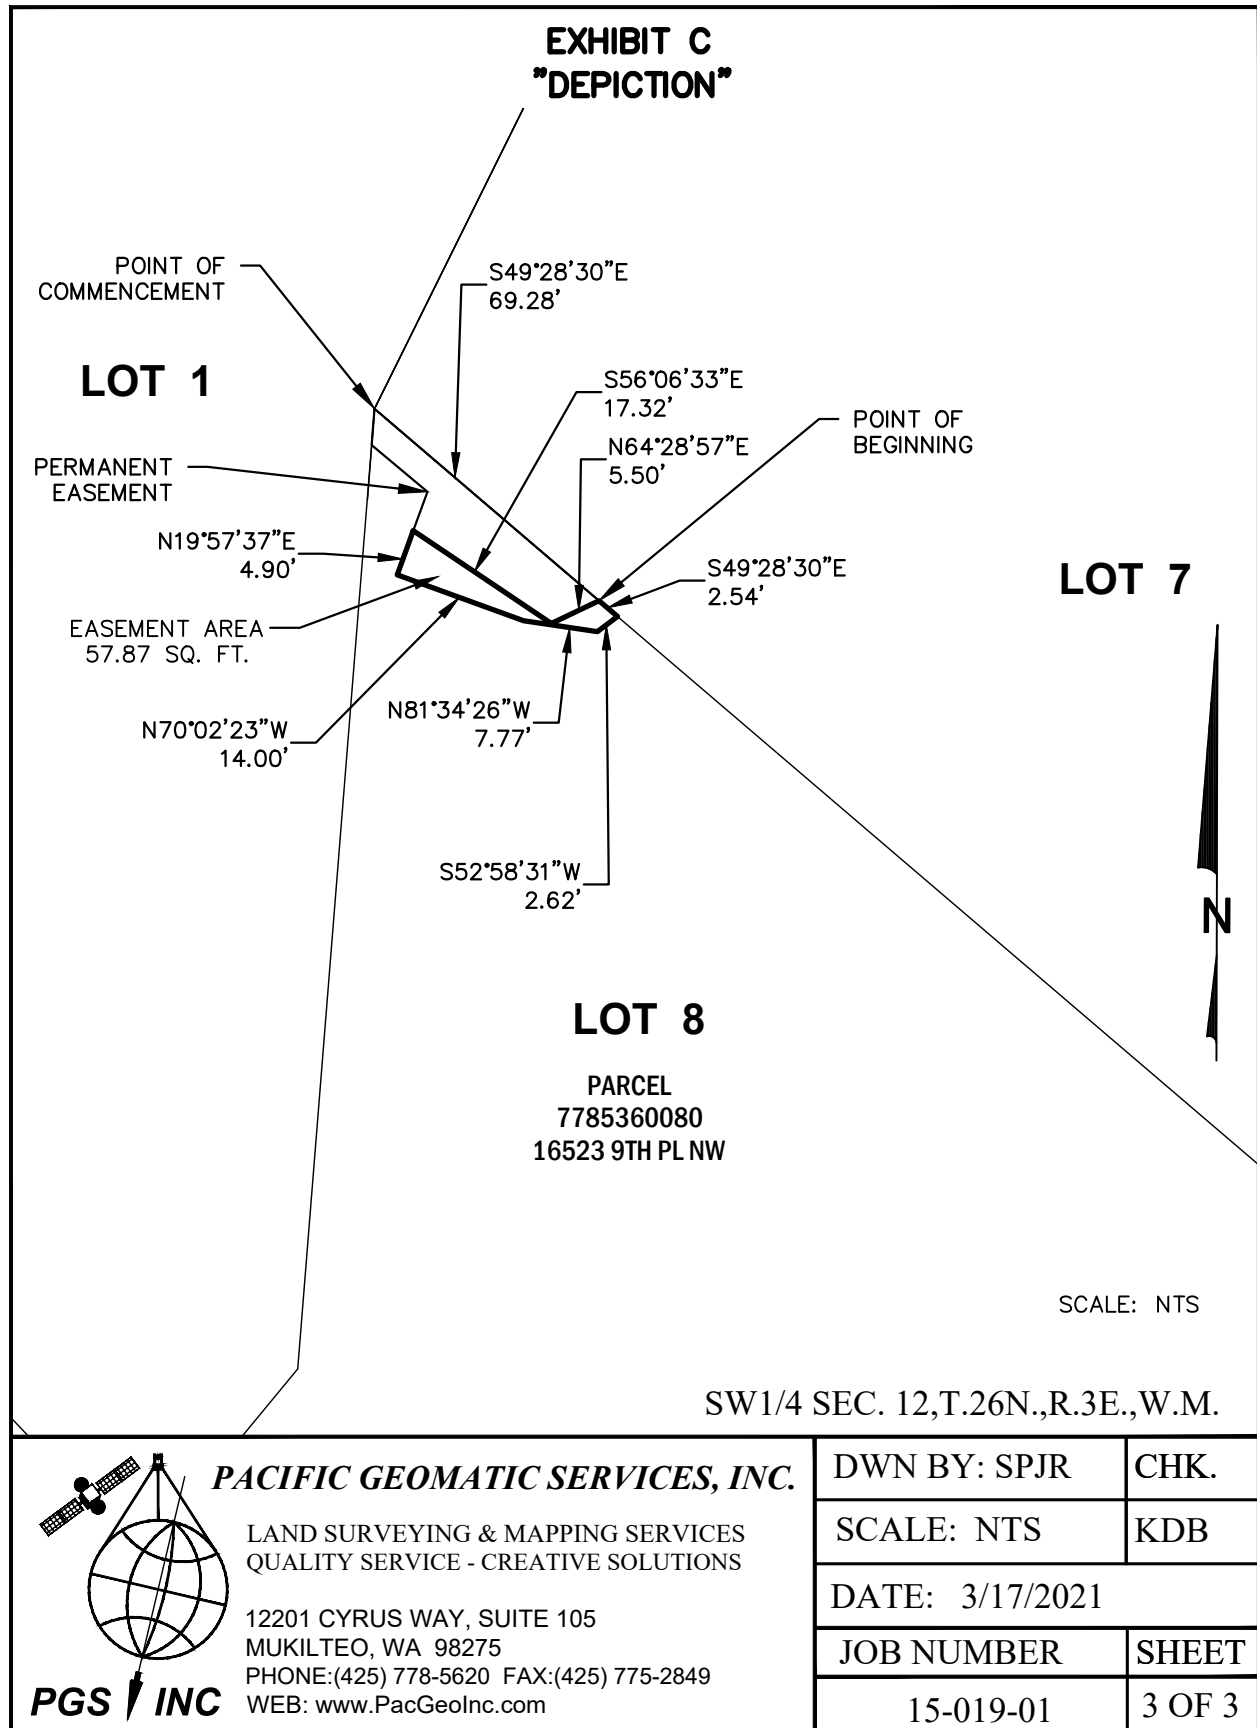 EXHIBIT C
"DEPICTION"
POINT OF
COMMENCEMENT
S49°28'30"E
69.28'
LOT 1
S56°06'33"E
17.32'
POINT OF
BEGINNING
N64°28'57"E
5.50'
PERMANENT
EASEMENT
N19°57'37"E
4.90'
S49°28'30"E
2.54'
LOT 7
EASEMENT AREA
57.87 SQ. FT.
N81°34'26"W
7.77'
N70°02'23"W
14.00'
S52°58'31"W
2.62'
N
LOT 8
PARCEL
7785360080
16523 9TH PL NW
SCALE: NTS
SW1/4 SEC. 12,T.26N.,R.3E.,W.M.
PACIFIC GEOMATIC SERVICES, INC.
LAND SURVEYING & MAPPING SERVICES
QUALITY SERVICE - CREATIVE SOLUTIONS
12201 CYRUS WAY, SUITE 105
MUKILTEO, WA 98275
PHONE:(425) 778-5620 FAX:(425) 775-2849
WEB: www.PacGeoInc.com
PGS INC
DWN BY: SPJR
CHK.
SCALE: NTS
KDB
DATE: 3/17/2021
JOB NUMBER
SHEET
15-019-01
3 OF 3